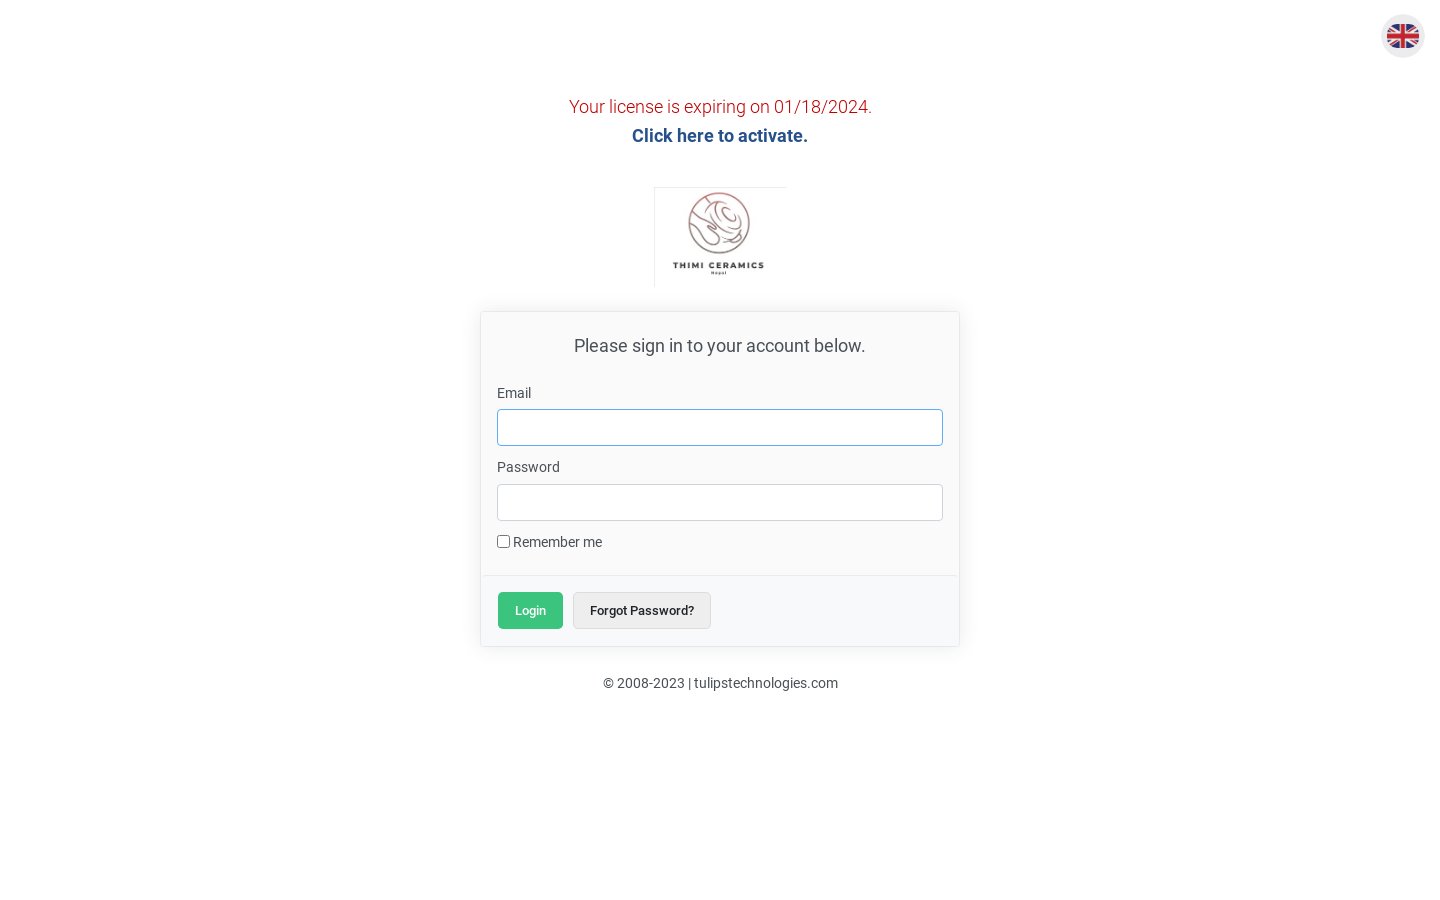 Your license is expiring on 01/18/2024.
Click here to activate.
THIMI CERAMICS
Nepal
Please sign in to your account below.
Email
Password
Remember me
Login
Forgot Password?
© 2008-2023 | tulipstechnologies.com